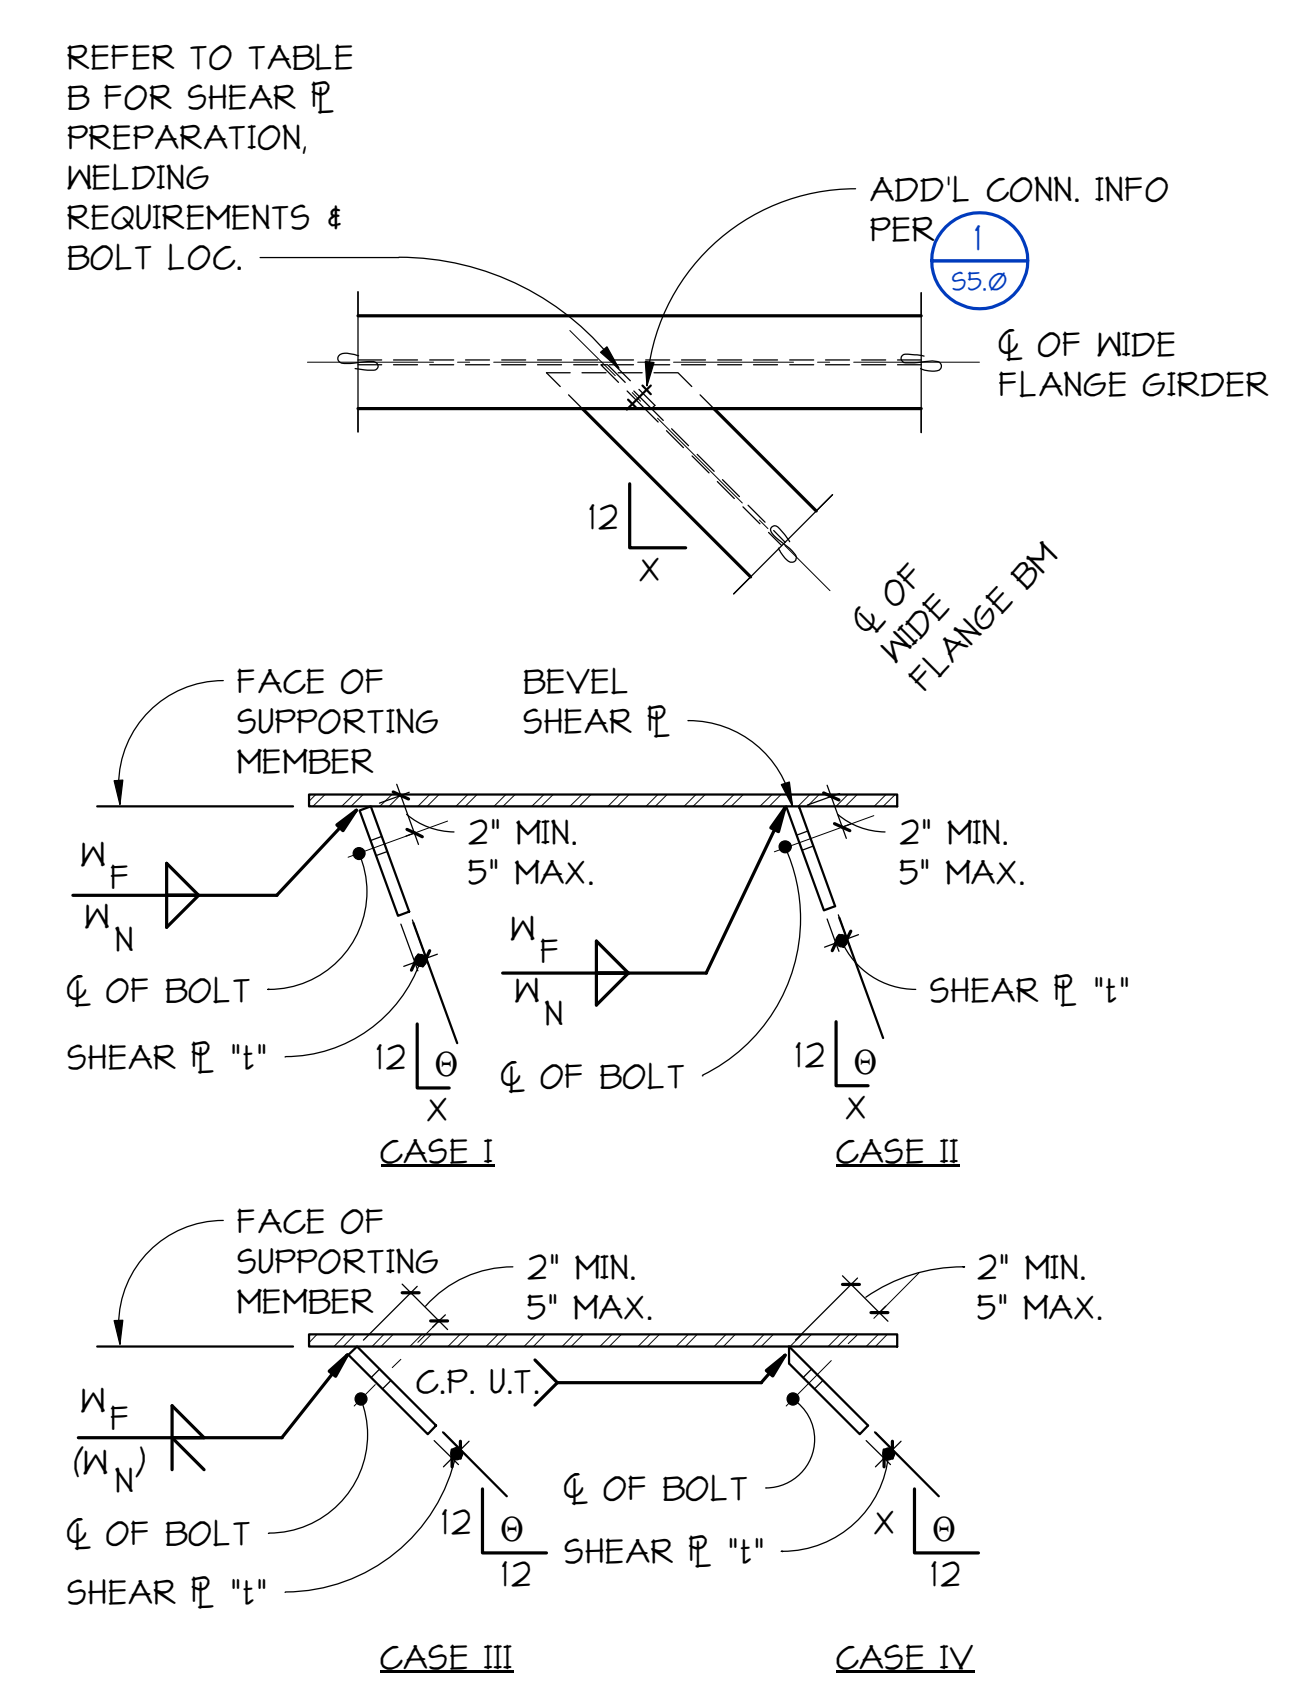 REFER TO TABLE
B FOR SHEAR ⅊
PREPARATION,
WELDING
REQUIREMENTS &
BOLT LOC.
ADD'L CONN. INFO
PER
1
S5.Ø
℄ OF WIDE
FLANGE GIRDER
12
X
℄ OF
WIDE
FLANGE BM
FACE OF
SUPPORTING
MEMBER
BEVEL
SHEAR ⅊
2" MIN.
5" MAX.
2" MIN.
5" MAX.
WF
WN
WF
WN
℄ OF BOLT
SHEAR ⅊ "t"
SHEAR ⅊ "t"
℄ OF BOLT
12
Θ
X
12
Θ
X
CASE I
CASE II
FACE OF
SUPPORTING
MEMBER
2" MIN.
5" MAX.
2" MIN.
5" MAX.
C.P. U.T.
WF
(WN)
℄ OF BOLT
SHEAR ⅊ "t"
℄ OF BOLT
SHEAR ⅊ "t"
12
Θ
12
X
Θ
12
CASE III
CASE IV